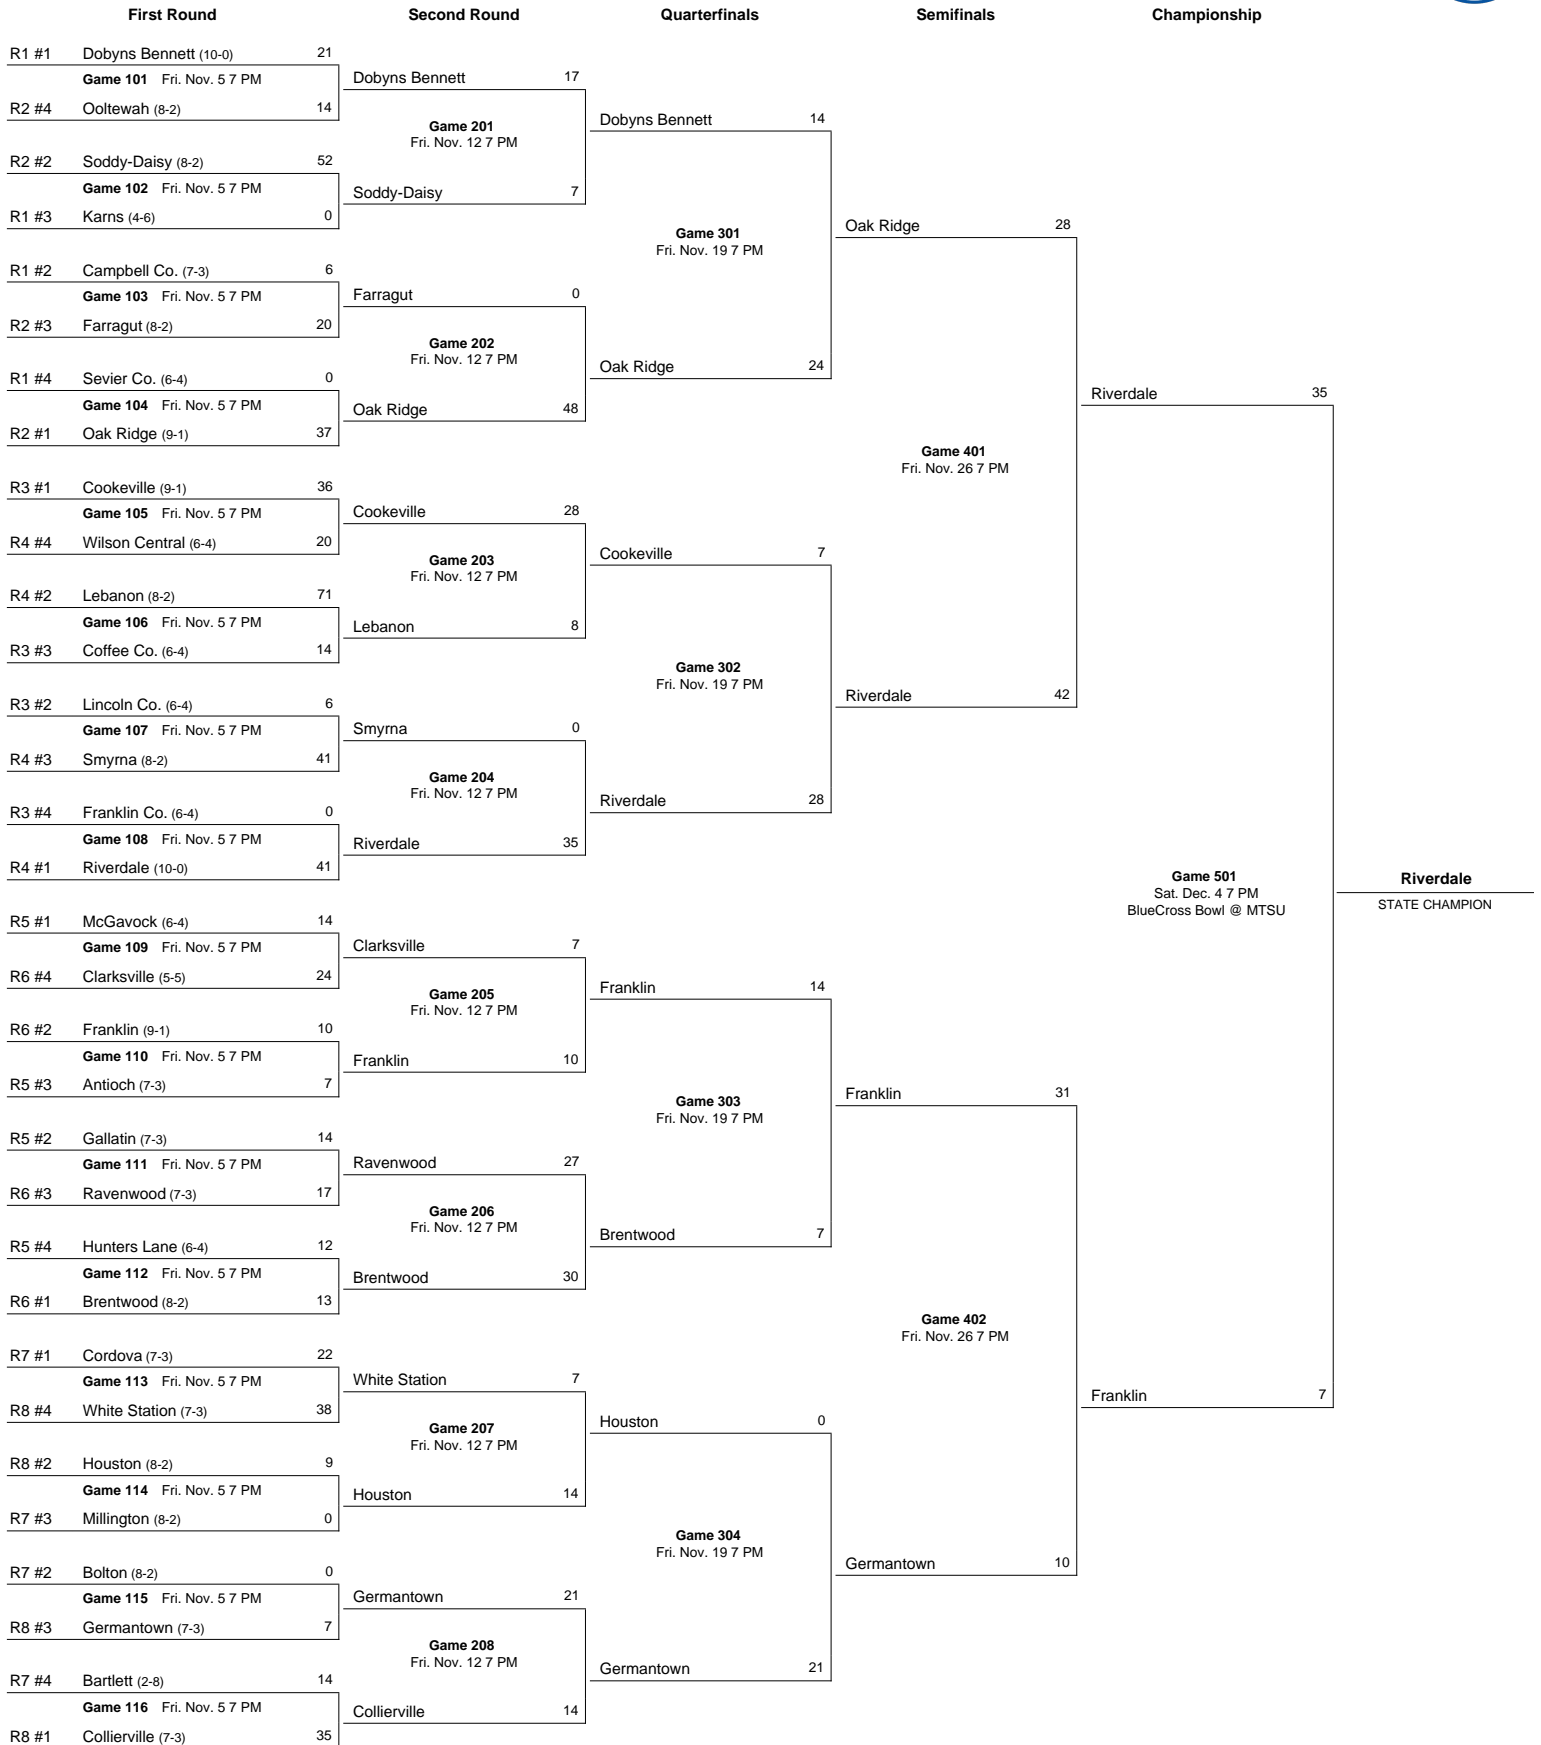 First Round Second Round Quarterfinals Semifinals Championship
R1 #1 Dobyns Bennett (10-0) 21
Game 101 Fri. Nov. 5 7 PM
R2 #4 Ooltewah (8-2) 14
R2 #2 Soddy-Daisy (8-2) 52
Game 102 Fri. Nov. 5 7 PM
R1 #3 Karns (4-6) 0
R1 #2 Campbell Co. (7-3) 6
Game 103 Fri. Nov. 5 7 PM
R2 #3 Farragut (8-2) 20
R1 #4 Sevier Co. (6-4) 0
Game 104 Fri. Nov. 5 7 PM
R2 #1 Oak Ridge (9-1) 37
R3 #1 Cookeville (9-1) 36
Game 105 Fri. Nov. 5 7 PM
R4 #4 Wilson Central (6-4) 20
R4 #2 Lebanon (8-2) 71
Game 106 Fri. Nov. 5 7 PM
R3 #3 Coffee Co. (6-4) 14
R3 #2 Lincoln Co. (6-4) 6
Game 107 Fri. Nov. 5 7 PM
R4 #3 Smyrna (8-2) 41
R3 #4 Franklin Co. (6-4) 0
Game 108 Fri. Nov. 5 7 PM
R4 #1 Riverdale (10-0) 41
R5 #1 McGavock (6-4) 14
Game 109 Fri. Nov. 5 7 PM
R6 #4 Clarksville (5-5) 24
R6 #2 Franklin (9-1) 10
Game 110 Fri. Nov. 5 7 PM
R5 #3 Antioch (7-3) 7
R5 #2 Gallatin (7-3) 14
Game 111 Fri. Nov. 5 7 PM
R6 #3 Ravenwood (7-3) 17
R5 #4 Hunters Lane (6-4) 12
Game 112 Fri. Nov. 5 7 PM
R6 #1 Brentwood (8-2) 13
R7 #1 Cordova (7-3) 22
Game 113 Fri. Nov. 5 7 PM
R8 #4 White Station (7-3) 38
R8 #2 Houston (8-2) 9
Game 114 Fri. Nov. 5 7 PM
R7 #3 Millington (8-2) 0
R7 #2 Bolton (8-2) 0
Game 115 Fri. Nov. 5 7 PM
R8 #3 Germantown (7-3) 7
R7 #4 Bartlett (2-8) 14
Game 116 Fri. Nov. 5 7 PM
R8 #1 Collierville (7-3) 35
Dobyns Bennett 17
Game 201
Fri. Nov. 12 7 PM
Soddy-Daisy 7
Farragut 0
Game 202
Fri. Nov. 12 7 PM
Oak Ridge 48
Cookeville 28
Game 203
Fri. Nov. 12 7 PM
Lebanon 8
Smyrna 0
Game 204
Fri. Nov. 12 7 PM
Riverdale 35
Clarksville 7
Game 205
Fri. Nov. 12 7 PM
Franklin 10
Ravenwood 27
Game 206
Fri. Nov. 12 7 PM
Brentwood 30
White Station 7
Game 207
Fri. Nov. 12 7 PM
Houston 14
Germantown 21
Game 208
Fri. Nov. 12 7 PM
Collierville 14
Dobyns Bennett 14
Game 301
Fri. Nov. 19 7 PM
Oak Ridge 24
Cookeville 7
Game 302
Fri. Nov. 19 7 PM
Riverdale 28
Franklin 14
Game 303
Fri. Nov. 19 7 PM
Brentwood 7
Houston 0
Game 304
Fri. Nov. 19 7 PM
Germantown 21
Oak Ridge 28
Game 401
Fri. Nov. 26 7 PM
Riverdale 42
Franklin 31
Game 402
Fri. Nov. 26 7 PM
Germantown 10
Riverdale 35
Game 501
Sat. Dec. 4 7 PM
BlueCross Bowl @ MTSU
Franklin 7
Riverdale
STATE CHAMPION